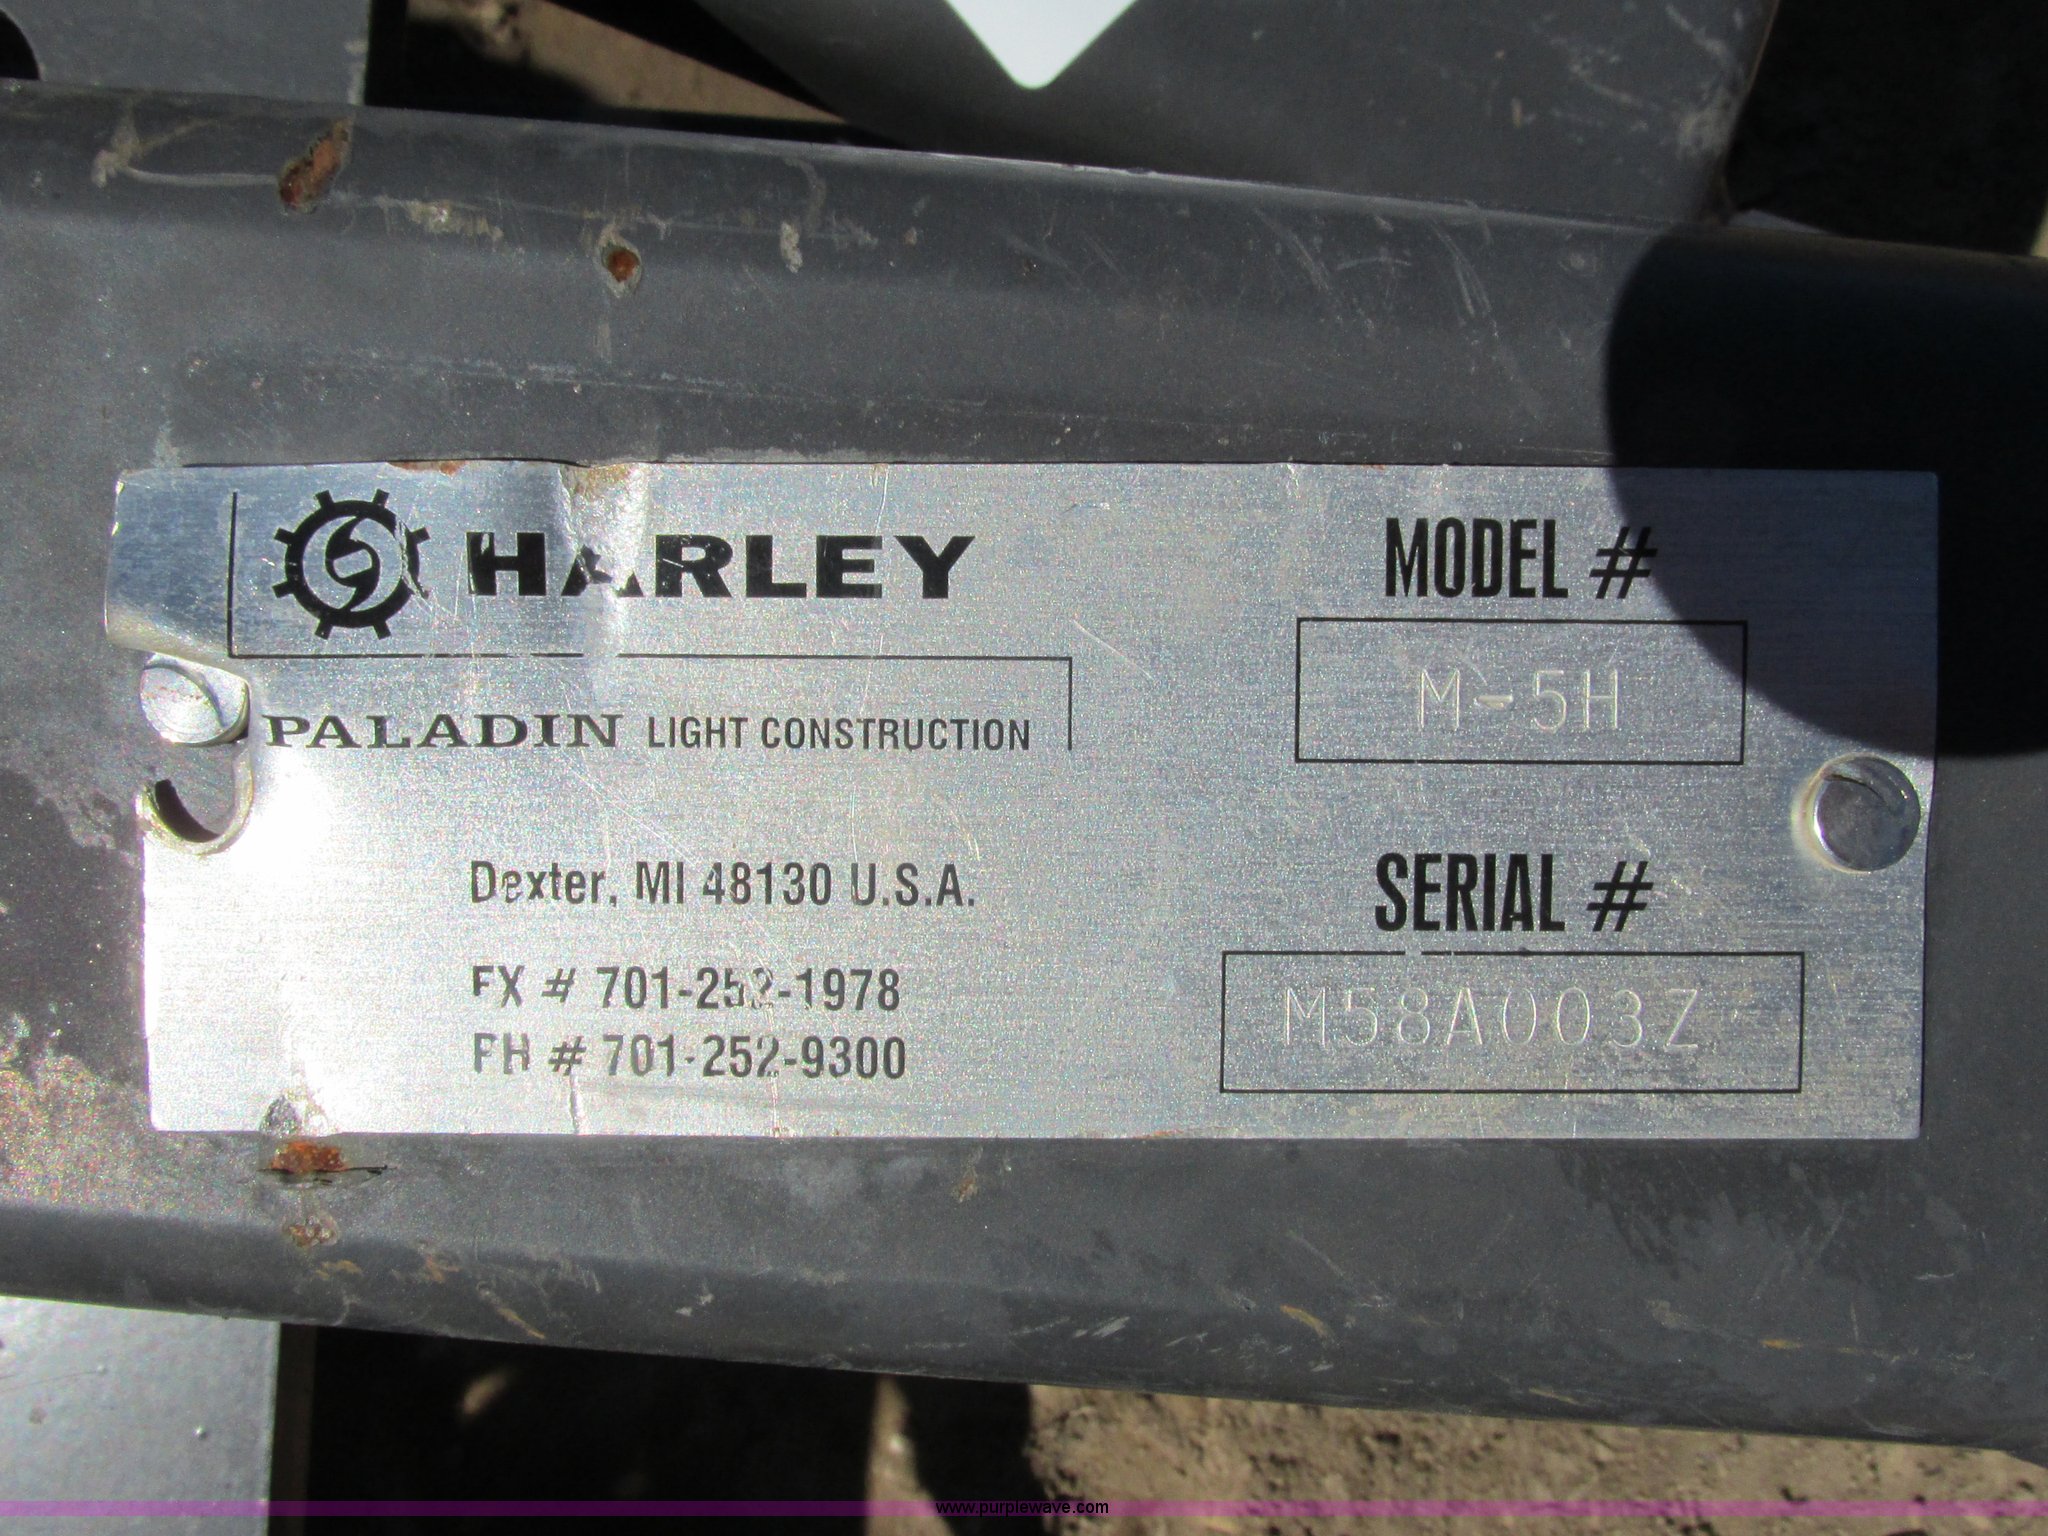 HARLEY
PALADIN LIGHT CONSTRUCTION
Dexter, MI 48130 U.S.A.
FX # 701-252-1978
PH # 701-252-9300
MODEL #
M-5H
SERIAL #
M58A003Z
www.purplewave.com